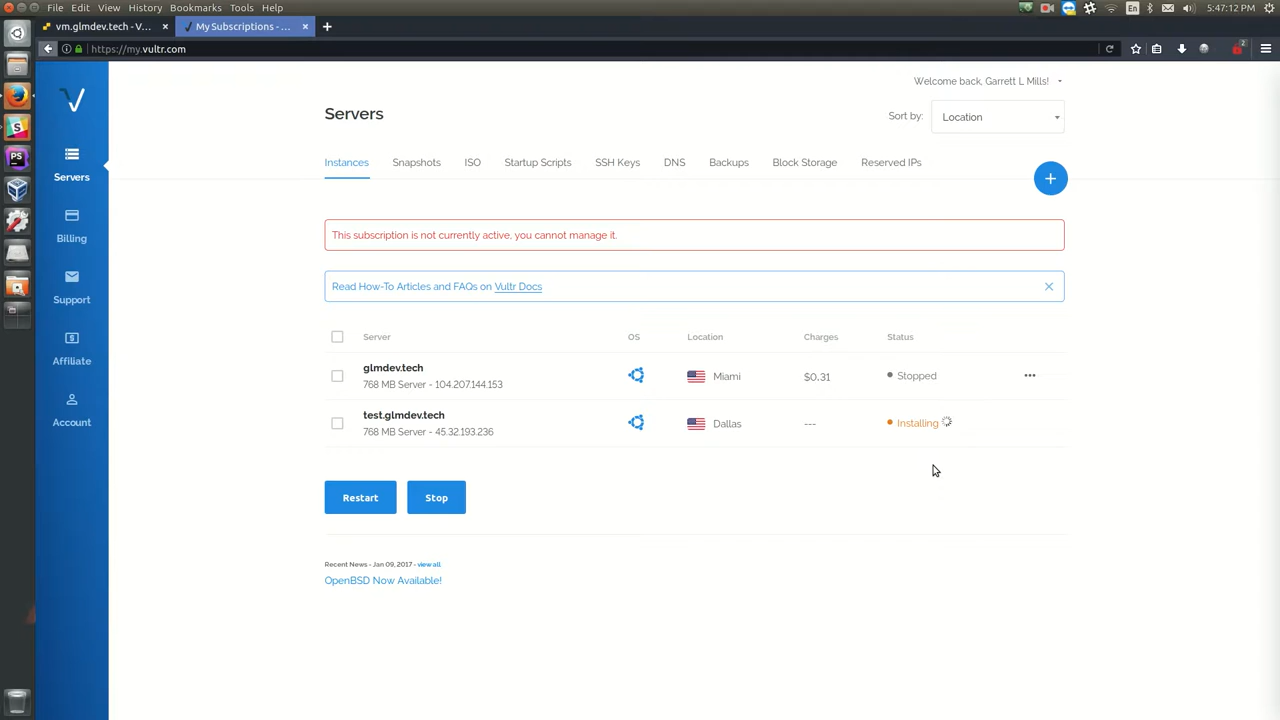 File Edit View History Bookmarks Tools Help
En
5:47:12 PM
vm.glmdev.tech - V...
My Subscriptions - ...
https://my.vultr.com
2
Welcome back, Garrett L Mills!
Servers
Sort by:
Location
Instances
Snapshots
ISO
Startup Scripts
SSH Keys
DNS
Backups
Block Storage
Reserved IPs
Servers
Billing
Support
Affiliate
Account
This subscription is not currently active, you cannot manage it.
Read How-To Articles and FAQs on Vultr Docs
Server OS Location Charges Status
glmdev.tech
768 MB Server - 104.207.144.153
Miami
$0.31
Stopped
test.glmdev.tech
768 MB Server - 45.32.193.236
Dallas
---
Installing
Restart
Stop
Recent News - Jan 09, 2017 - view all
OpenBSD Now Available!
PS